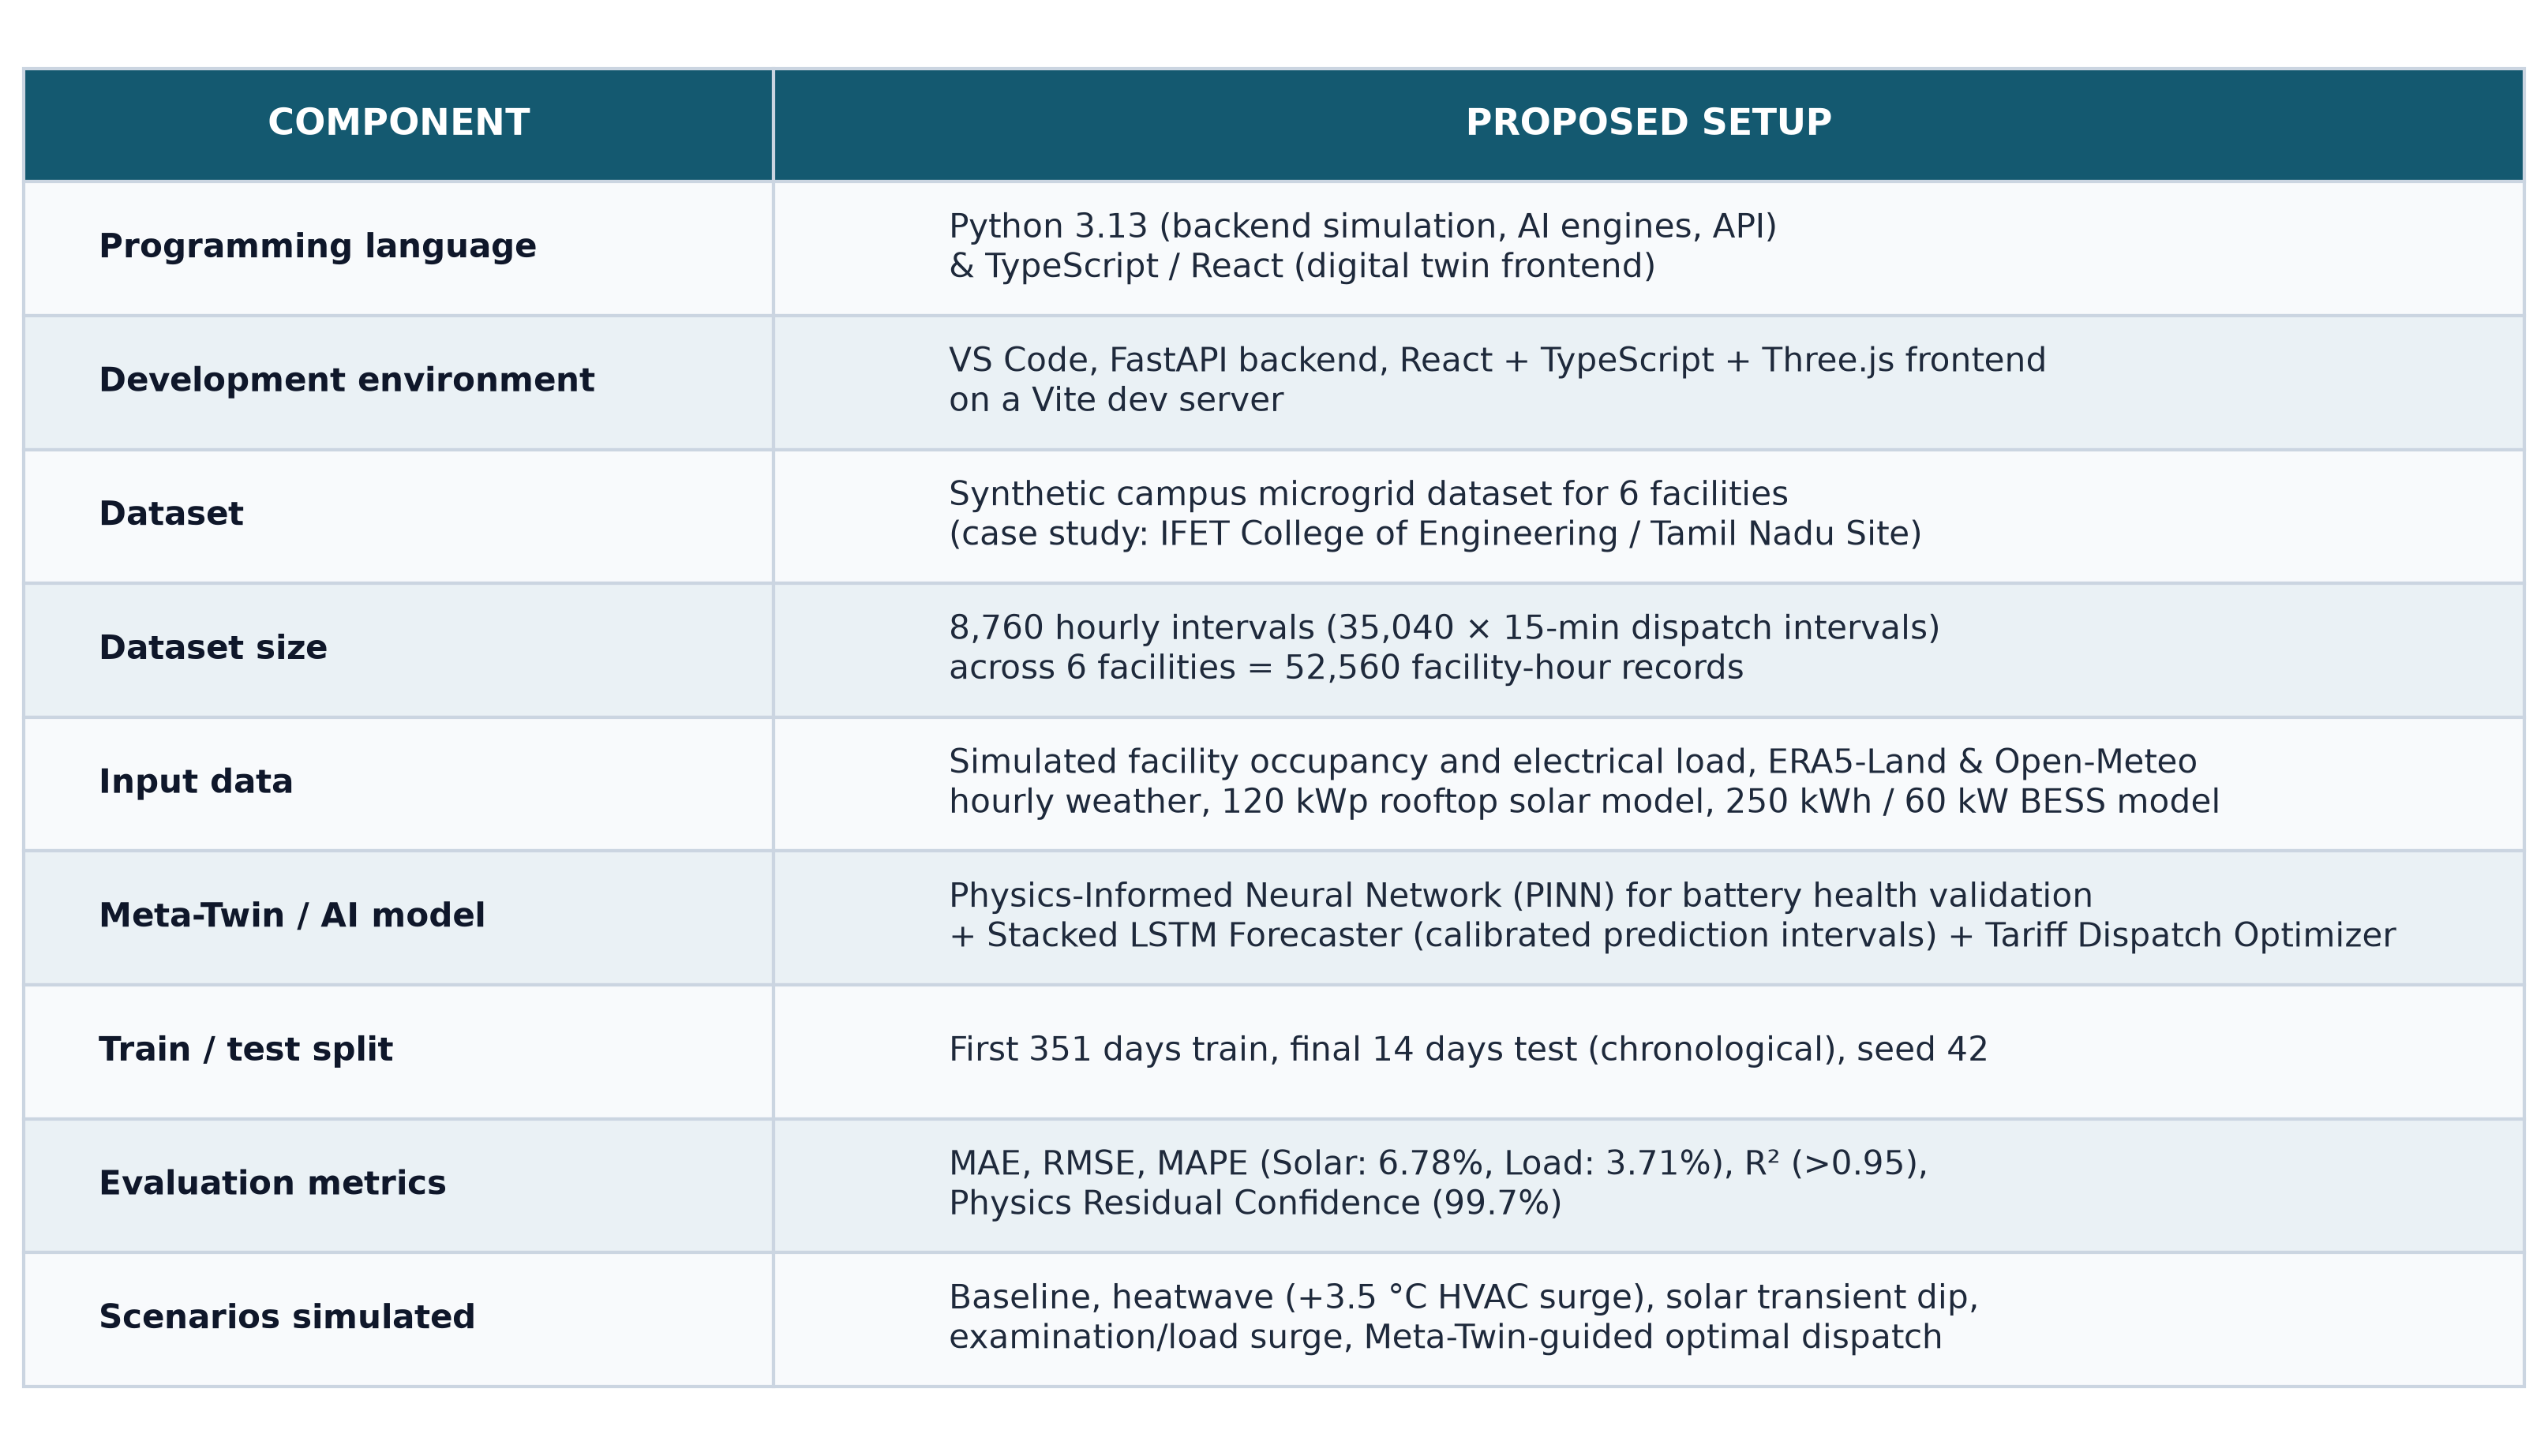 COMPONENT
PROPOSED SETUP
Programming language
Python 3.13 (backend simulation, AI engines, API)
& TypeScript / React (digital twin frontend)
Development environment
VS Code, FastAPI backend, React + TypeScript + Three.js frontend
on a Vite dev server
Dataset
Synthetic campus microgrid dataset for 6 facilities
(case study: IFET College of Engineering / Tamil Nadu Site)
Dataset size
8,760 hourly intervals (35,040 × 15-min dispatch intervals)
across 6 facilities = 52,560 facility-hour records
Input data
Simulated facility occupancy and electrical load, ERA5-Land & Open-Meteo
hourly weather, 120 kWp rooftop solar model, 250 kWh / 60 kW BESS model
Meta-Twin / AI model
Physics-Informed Neural Network (PINN) for battery health validation
+ Stacked LSTM Forecaster (calibrated prediction intervals) + Tariff Dispatch Optimizer
Train / test split
First 351 days train, final 14 days test (chronological), seed 42
Evaluation metrics
MAE, RMSE, MAPE (Solar: 6.78%, Load: 3.71%), R² (>0.95),
Physics Residual Confidence (99.7%)
Scenarios simulated
Baseline, heatwave (+3.5 °C HVAC surge), solar transient dip,
examination/load surge, Meta-Twin-guided optimal dispatch